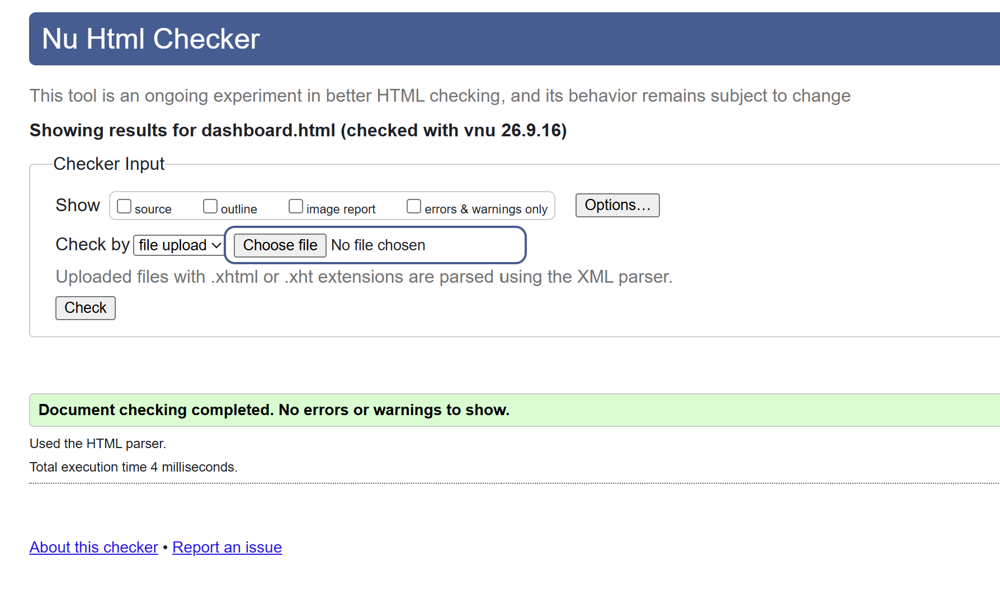 Nu Html Checker
This tool is an ongoing experiment in better HTML checking, and its behavior remains subject to change
Showing results for dashboard.html (checked with vnu 26.9.16)
Checker Input
Show source outline image report errors & warnings only Options…
Check by file upload Choose file No file chosen
Uploaded files with .xhtml or .xht extensions are parsed using the XML parser.
Check
Document checking completed. No errors or warnings to show.
Used the HTML parser.
Total execution time 4 milliseconds.
About this checker • Report an issue